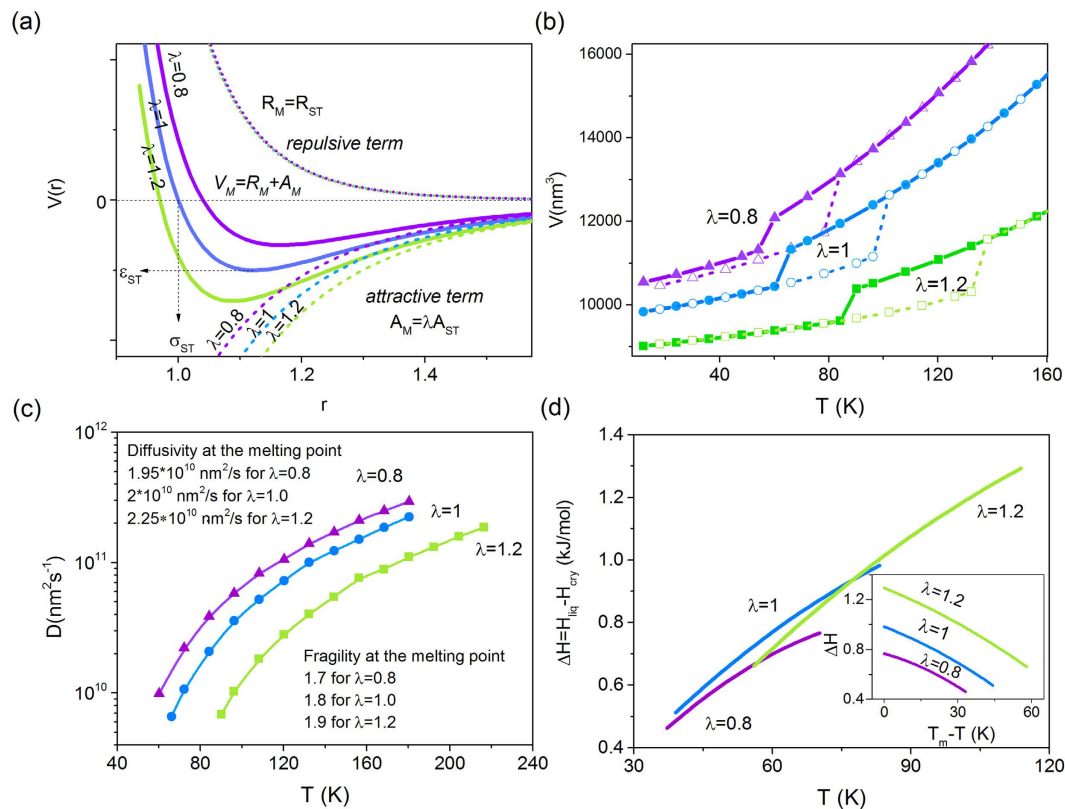 (a)
λ=0.8
λ=1
λ=1.2
R_M=R_ST
repulsive term
V_M=R_M+A_M
V(r)
0
ε_ST
σ_ST
attractive term
A_M=λA_ST
λ=0.8
λ=1
λ=1.2
1.0 1.2 1.4
r
(b)
V(nm³)
16000
14000
12000
10000
λ=0.8
λ=1
λ=1.2
40 80 120 160
T (K)
(c)
D(nm²s⁻¹)
10¹²
10¹¹
10¹⁰
Diffusivity at the melting point
1.95*10¹⁰ nm²/s for λ=0.8
2*10¹⁰ nm²/s for λ=1.0
2.25*10¹⁰ nm²/s for λ=1.2
λ=0.8
λ=1
λ=1.2
Fragility at the melting point
1.7 for λ=0.8
1.8 for λ=1.0
1.9 for λ=1.2
40 60 80 100 120 140 160 180 200 220 240
T (K)
(d)
ΔH=H_liq-H_cry (kJ/mol)
1.4
1.2
1.0
0.8
0.6
0.4
λ=1.2
λ=1
λ=0.8
ΔH
1.2
0.8
0.4
λ=1.2
λ=1
λ=0.8
0 30 60
T_m-T (K)
30 60 90 120
T (K)